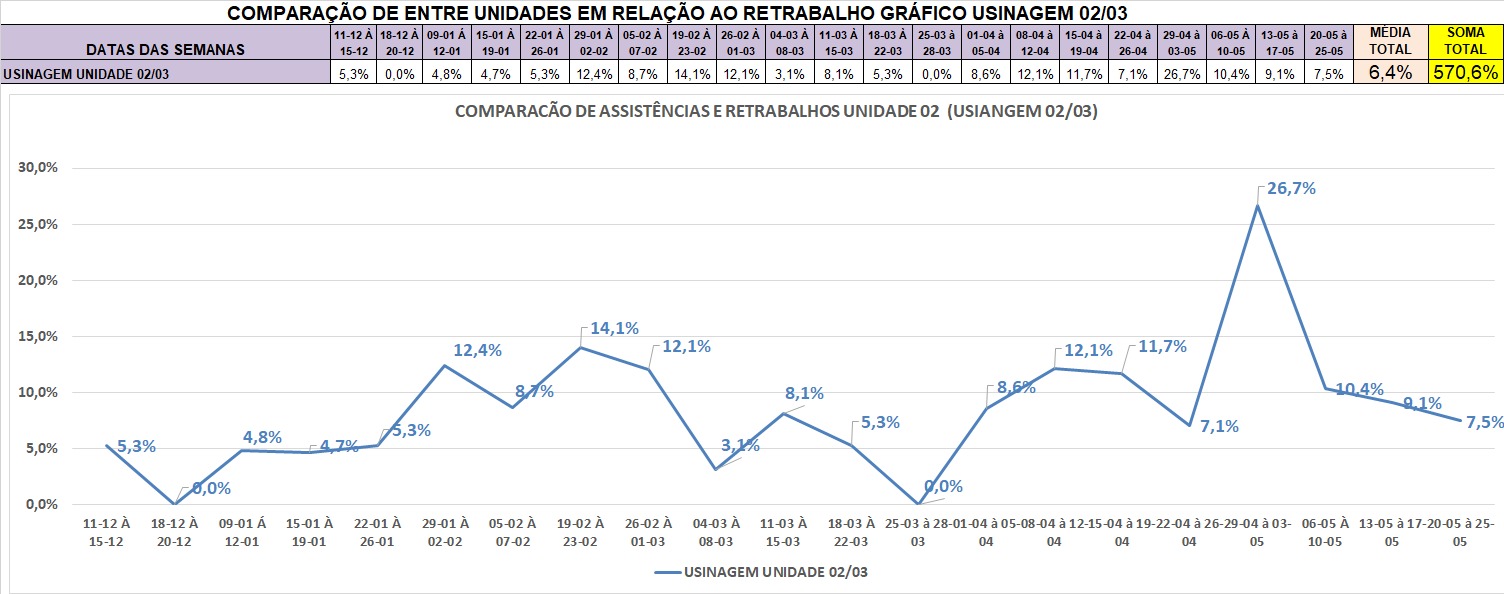 COMPARAÇÃO DE ENTRE UNIDADES EM RELAÇÃO AO RETRABALHO GRÁFICO USINAGEM 02/03
DATAS DAS SEMANAS 11-12 À 15-12 18-12 À 20-12 09-01 Á 12-01 15-01 À 19-01 22-01 À 26-01 29-01 À 02-02 05-02 À 07-02 19-02 À 23-02 26-02 À 01-03 04-03 À 08-03 11-03 À 15-03 18-03 À 22-03 25-03 à 28-03 01-04 à 05-04 08-04 à 12-04 15-04 à 19-04 22-04 à 26-04 29-04 à 03-05 06-05 À 10-05 13-05 à 17-05 20-05 à 25-05 MÉDIA TOTAL SOMA TOTAL
USINAGEM UNIDADE 02/03 5,3% 0,0% 4,8% 4,7% 5,3% 12,4% 8,7% 14,1% 12,1% 3,1% 8,1% 5,3% 0,0% 8,6% 12,1% 11,7% 7,1% 26,7% 10,4% 9,1% 7,5% 6,4% 570,6%
COMPARACÃO DE ASSISTÊNCIAS E RETRABALHOS UNIDADE 02 (USIANGEM 02/03)
30,0%
25,0%
20,0%
15,0%
10,0%
5,0%
0,0%
5,3% 0,0% 4,8% 4,7% 5,3% 12,4% 8,7% 14,1% 12,1% 3,1% 8,1% 5,3% 0,0% 8,6% 12,1% 11,7% 7,1% 26,7% 10,4% 9,1% 7,5%
11-12 À 18-12 À 09-01 Á 15-01 À 22-01 À 29-01 À 05-02 À 19-02 À 26-02 À 04-03 À 11-03 À 18-03 À 25-03 à 28-01-04 à 05-08-04 à 12-15-04 à 19-22-04 à 26-29-04 à 03- 06-05 À 13-05 à 17-20-05 à 25-
15-12 20-12 12-01 19-01 26-01 02-02 07-02 23-02 01-03 08-03 15-03 22-03 03 04 04 04 04 05 10-05 05 05
USINAGEM UNIDADE 02/03